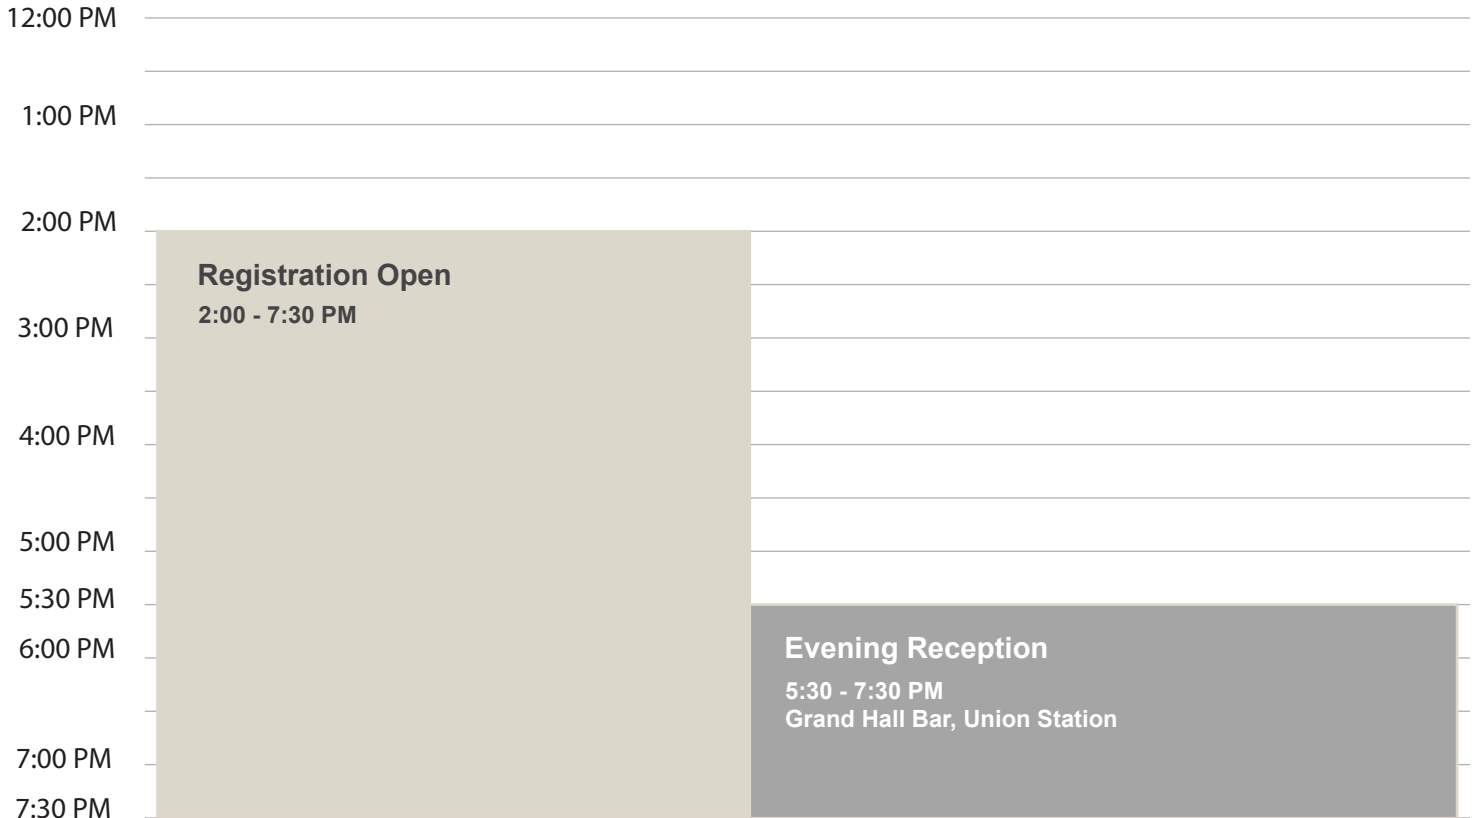 12:00 PM
1:00 PM
2:00 PM
Registration Open
2:00 - 7:30 PM
3:00 PM
4:00 PM
5:00 PM
5:30 PM
6:00 PM
Evening Reception
5:30 - 7:30 PM
Grand Hall Bar, Union Station
7:00 PM
7:30 PM